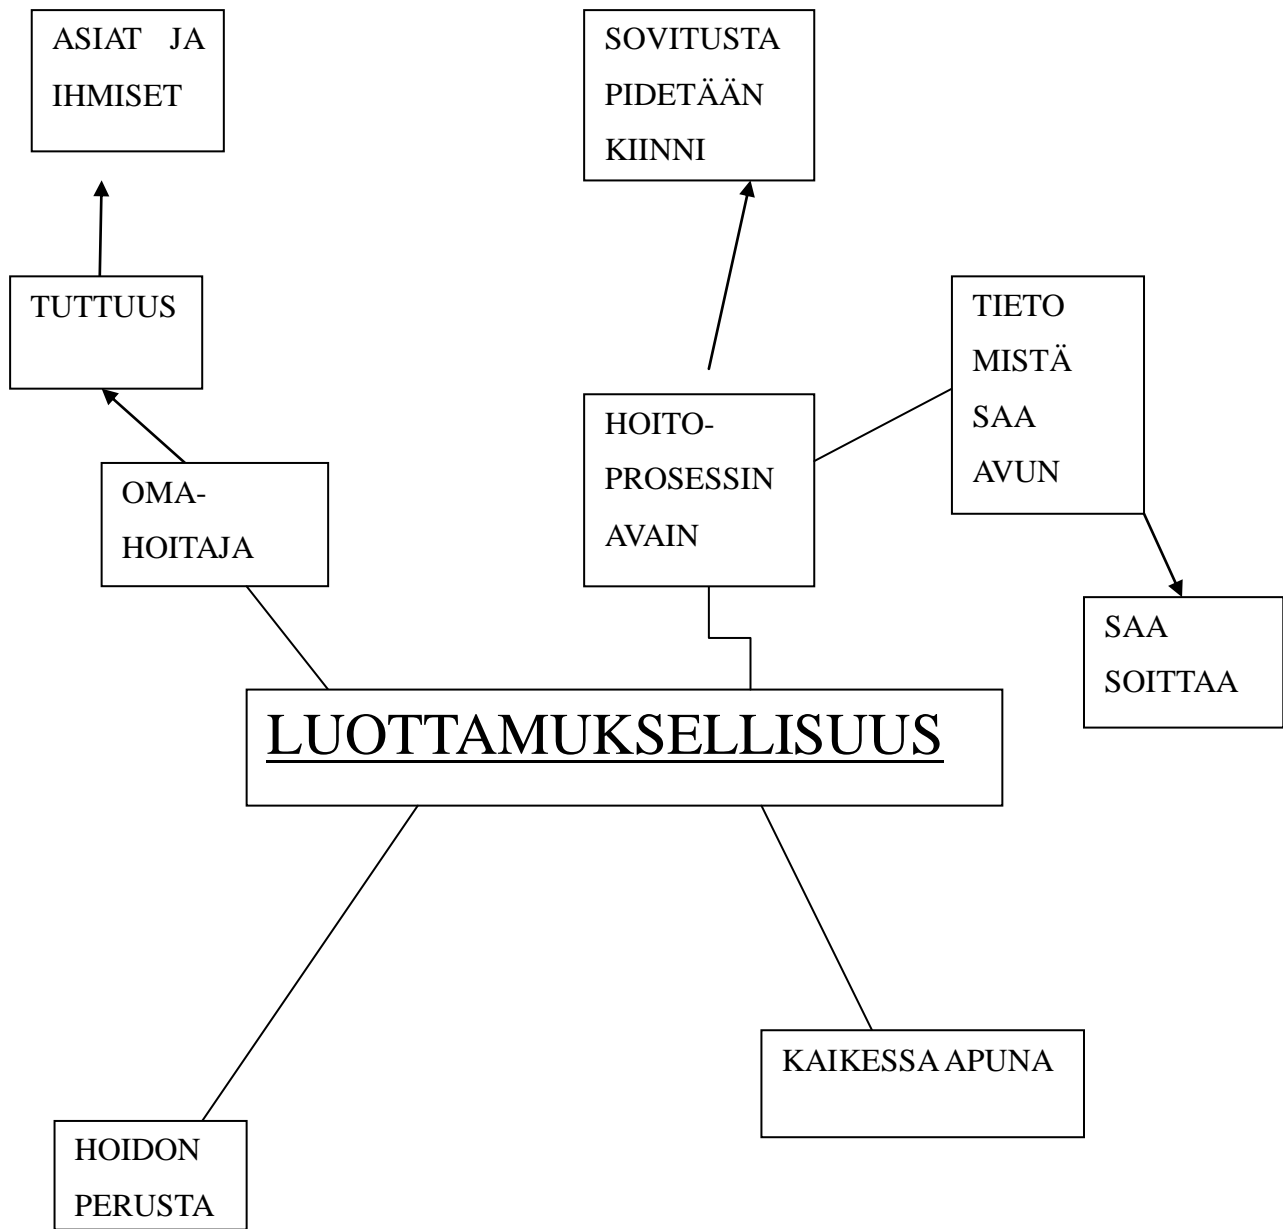 ASIAT JA
IHMISET
SOVITUSTA
PIDETÄÄN
KIINNI
TUTTUUS
TIETO
MISTÄ
SAA
AVUN
HOITO-
PROSESSIN
AVAIN
OMA-
HOITAJA
SAA
SOITTAA
LUOTTAMUKSELLISUUS
KAIKESSA APUNA
HOIDON
PERUSTA